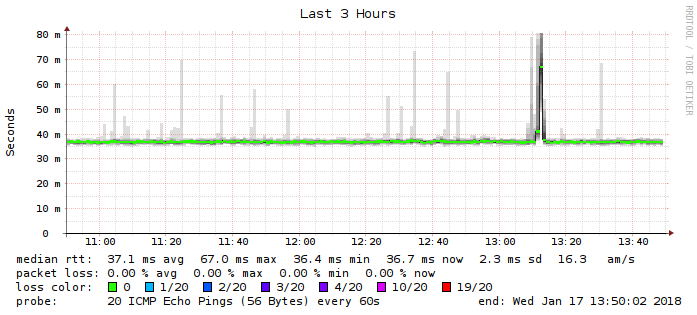 Last 3 Hours
RRDTOOL / TOBI OETIKER
Seconds
80 m
70 m
60 m
50 m
40 m
30 m
20 m
10 m
0
11:00 11:20 11:40 12:00 12:20 12:40 13:00 13:20 13:40
median rtt: 37.1 ms avg 67.0 ms max 36.4 ms min 36.7 ms now 2.3 ms sd 16.3 am/s
packet loss: 0.00 % avg 0.00 % max 0.00 % min 0.00 % now
loss color: 0 1/20 2/20 3/20 4/20 10/20 19/20
probe: 20 ICMP Echo Pings (56 Bytes) every 60s end: Wed Jan 17 13:50:02 2018